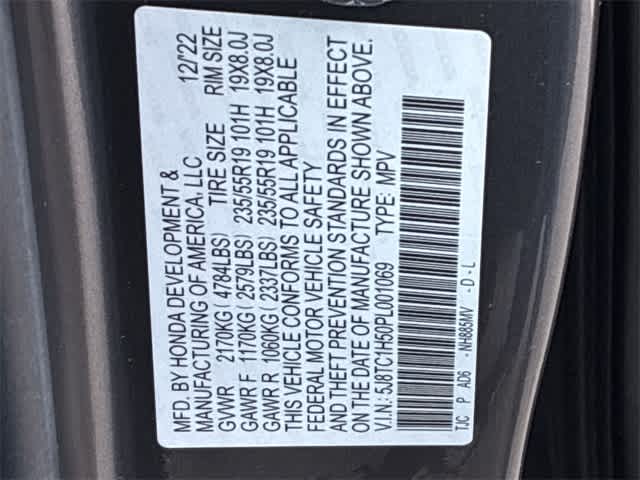 MFD. BY HONDA DEVELOPMENT & 12/22
MANUFACTURING OF AMERICA, LLC
TIRE SIZE RIM SIZE
GVWR 2170KG ( 4784LBS)
GAWR F 1170KG ( 2579LBS) 235/55R19 101H 19X8.0J
GAWR R 1060KG ( 2337LBS) 235/55R19 101H 19X8.0J
THIS VEHICLE CONFORMS TO ALL APPLICABLE
FEDERAL MOTOR VEHICLE SAFETY
AND THEFT PREVENTION STANDARDS IN EFFECT
ON THE DATE OF MANUFACTURE SHOWN ABOVE.
V.I.N.: 5J8TC1H50PL001069 TYPE: MPV
TJC P AD6 - NH885MV - D - L